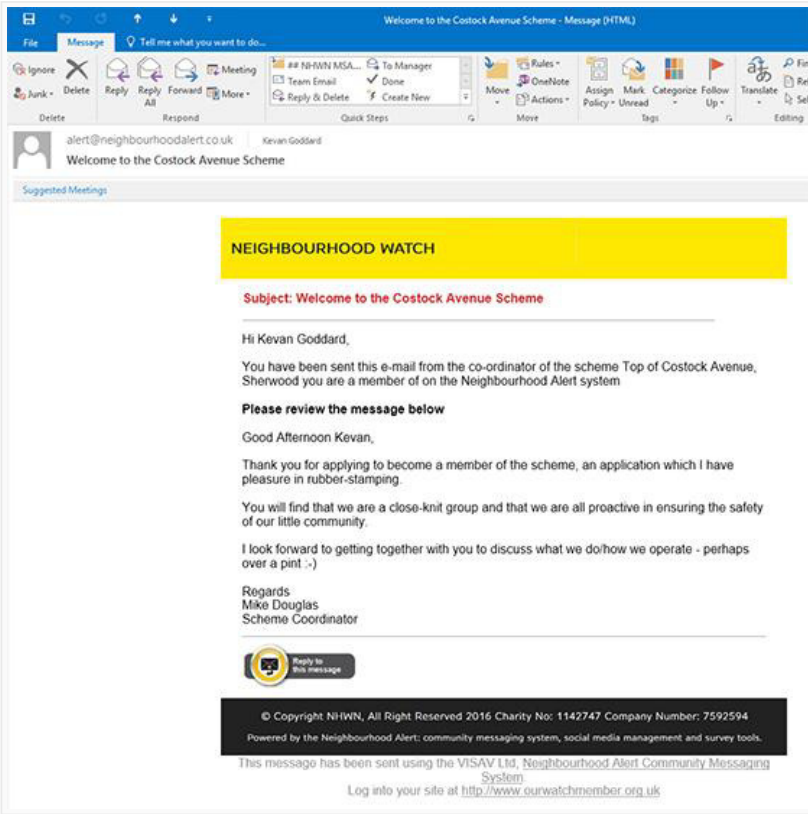 Welcome to the Costock Avenue Scheme - Message (HTML)
File Message Tell me what you want to do...
Ignore Meeting ## NHWN MSA... To Manager Rules
Junk Delete Reply Reply All Forward More Team Email Done Move OneNote Assign Policy Mark Unread Categorize Follow Up Translate
Reply & Delete Create New Actions
Delete Respond Quick Steps Move Tags Editing
alert@neighbourhoodalert.co.uk Kevan Goddard
Welcome to the Costock Avenue Scheme
Suggested Meetings
NEIGHBOURHOOD WATCH
Subject: Welcome to the Costock Avenue Scheme
Hi Kevan Goddard,
You have been sent this e-mail from the co-ordinator of the scheme Top of Costock Avenue,
Sherwood you are a member of on the Neighbourhood Alert system
Please review the message below
Good Afternoon Kevan,
Thank you for applying to become a member of the scheme, an application which I have
pleasure in rubber-stamping.
You will find that we are a close-knit group and that we are all proactive in ensuring the safety
of our little community.
I look forward to getting together with you to discuss what we do/how we operate - perhaps
over a pint :-)
Regards
Mike Douglas
Scheme Coordinator
Reply to
this message
© Copyright NHWN, All Right Reserved 2016 Charity No: 1142747 Company Number: 7592594
Powered by the Neighbourhood Alert: community messaging system, social media management and survey tools.
This message has been sent using the VISAV Ltd, Neighbourhood Alert Community Messaging
System.
Log into your site at http://www.ourwatchmember.org.uk